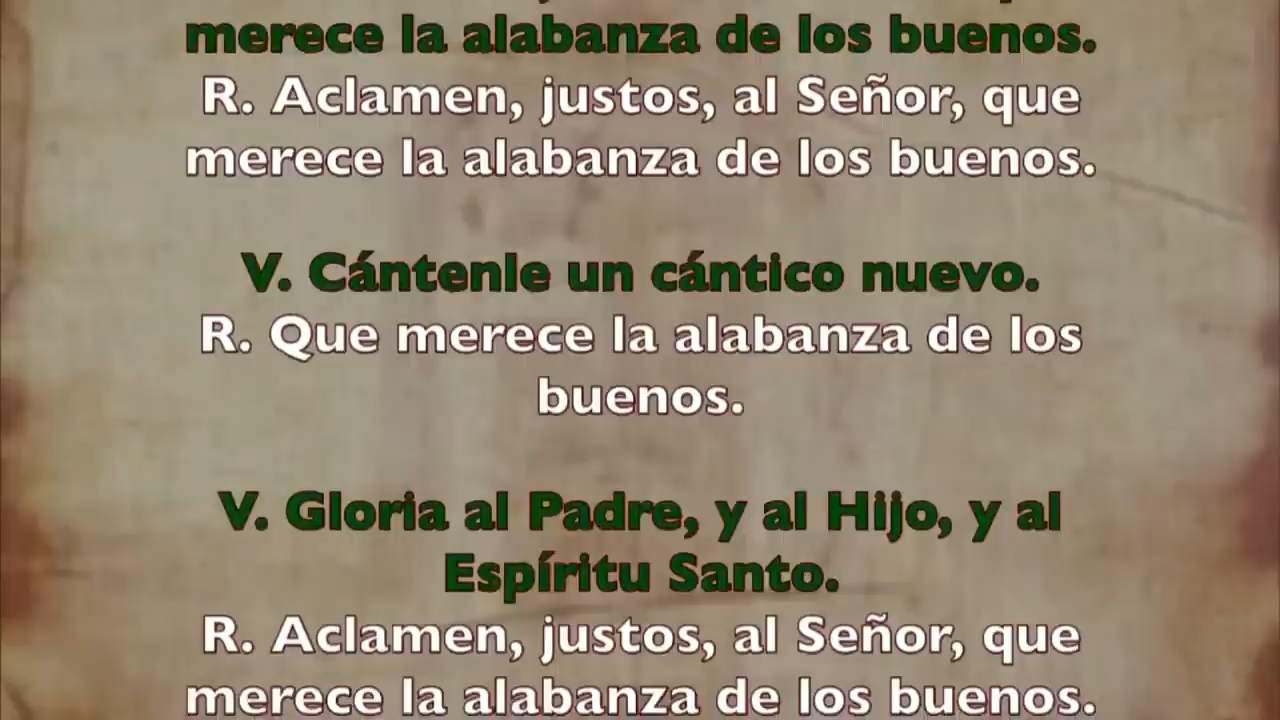 merece la alabanza de los buenos.
R. Aclamen, justos, al Señor, que
merece la alabanza de los buenos.
V. Cántenle un cántico nuevo.
R. Que merece la alabanza de los
buenos.
V. Gloria al Padre, y al Hijo, y al
Espíritu Santo.
R. Aclamen, justos, al Señor, que
merece la alabanza de los buenos.